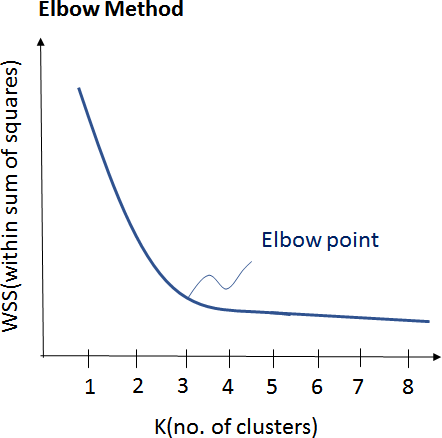 Elbow Method
WSS(within sum of squares)
Elbow point
1 2 3 4 5 6 7 8
K(no. of clusters)